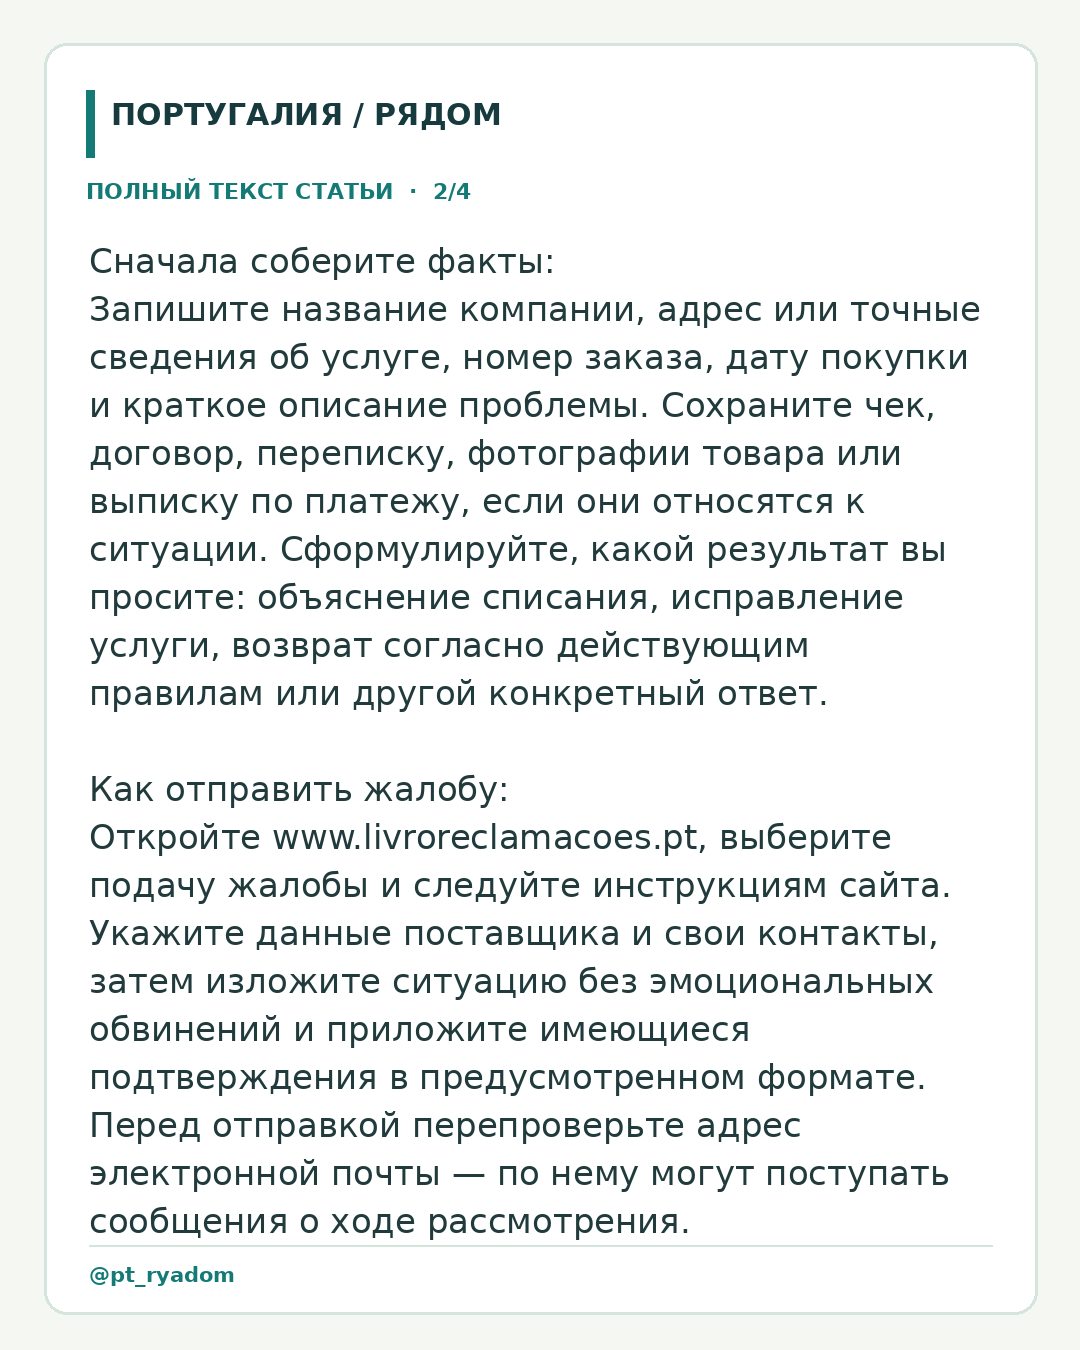 ПОРТУГАЛИЯ / РЯДОМ
ПОЛНЫЙ ТЕКСТ СТАТЬИ · 2/4
Сначала соберите факты:
Запишите название компании, адрес или точные
сведения об услуге, номер заказа, дату покупки
и краткое описание проблемы. Сохраните чек,
договор, переписку, фотографии товара или
выписку по платежу, если они относятся к
ситуации. Сформулируйте, какой результат вы
просите: объяснение списания, исправление
услуги, возврат согласно действующим
правилам или другой конкретный ответ.
Как отправить жалобу:
Откройте www.livroreclamacoes.pt, выберите
подачу жалобы и следуйте инструкциям сайта.
Укажите данные поставщика и свои контакты,
затем изложите ситуацию без эмоциональных
обвинений и приложите имеющиеся
подтверждения в предусмотренном формате.
Перед отправкой перепроверьте адрес
электронной почты — по нему могут поступать
сообщения о ходе рассмотрения.
@pt_ryadom